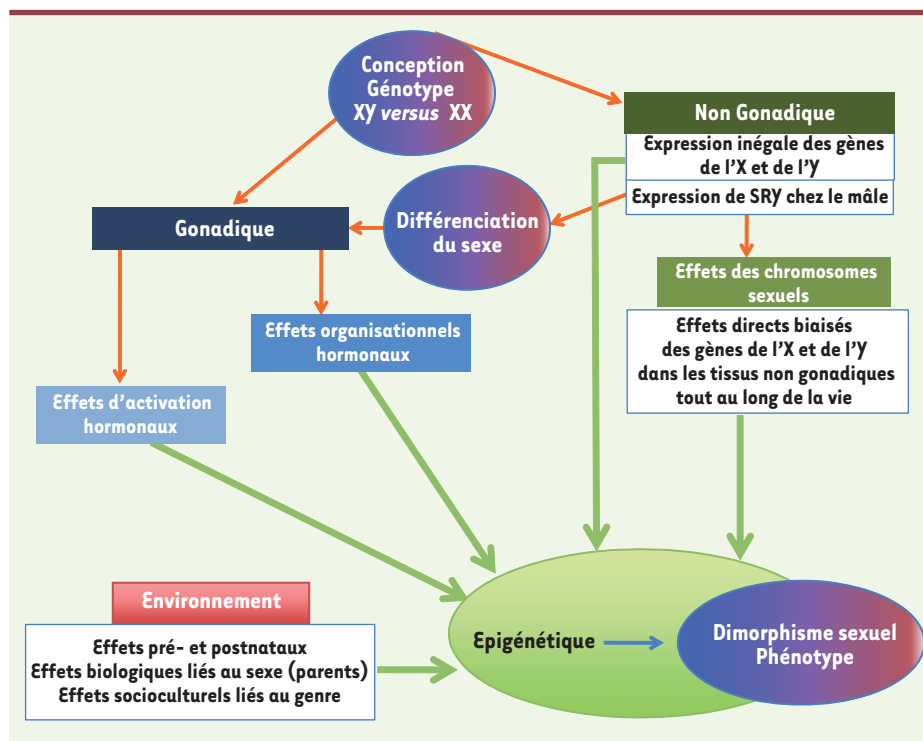 Conception
Génotype
XY versus XX
Non Gonadique
Expression inégale des gènes
de l'X et de l'Y
Expression de SRY chez le mâle
Différenciation
du sexe
Gonadique
Effets des chromosomes
sexuels
Effets directs biaisés
des gènes de l'X et de l'Y
dans les tissus non gonadiques
tout au long de la vie
Effets organisationnels
hormonaux
Effets d'activation
hormonaux
Environnement
Effets pré- et postnataux
Effets biologiques liés au sexe (parents)
Effets socioculturels liés au genre
Epigénétique
Dimorphisme sexuel
Phénotype